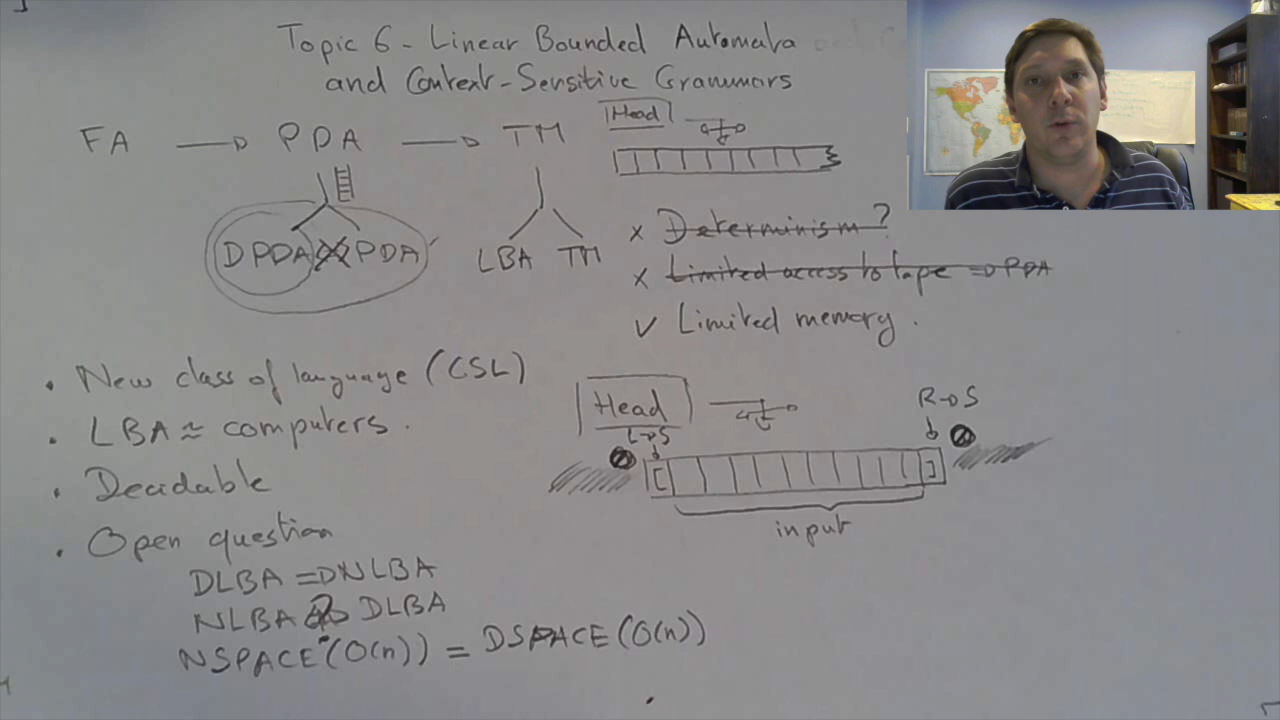 Topic 6 - Linear Bounded Automata
and Context-Sensitive Grammars
FA → PDA → TM
Head
DPDA PDA
LBA TM
x Determinism?
x Limited access to tape => PDA
v Limited memory.
• New class of language (CSL)
• LBA ≈ computers.
• Decidable
• Open question
DLBA => NLBA
NLBA ? DLBA
NSPACE (O(n)) = DSPACE (O(n))
Head
L→S
R→S
[ ]
input